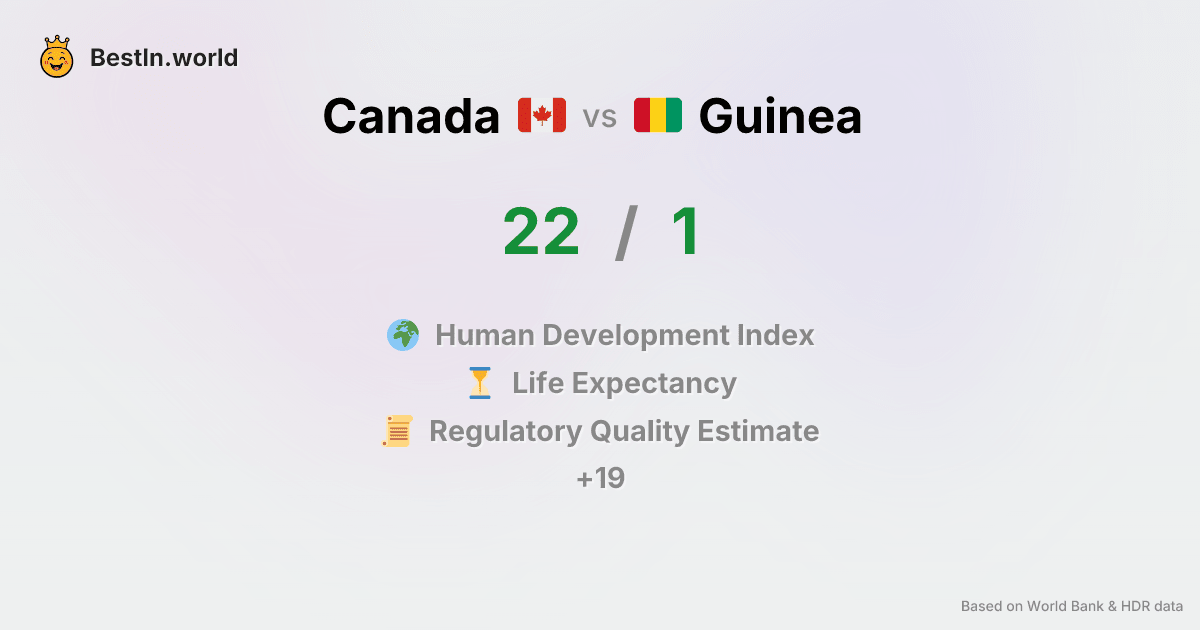 BestIn.world
Canada vs Guinea
22 / 1
Human Development Index
Life Expectancy
Regulatory Quality Estimate
+19
Based on World Bank & HDR data